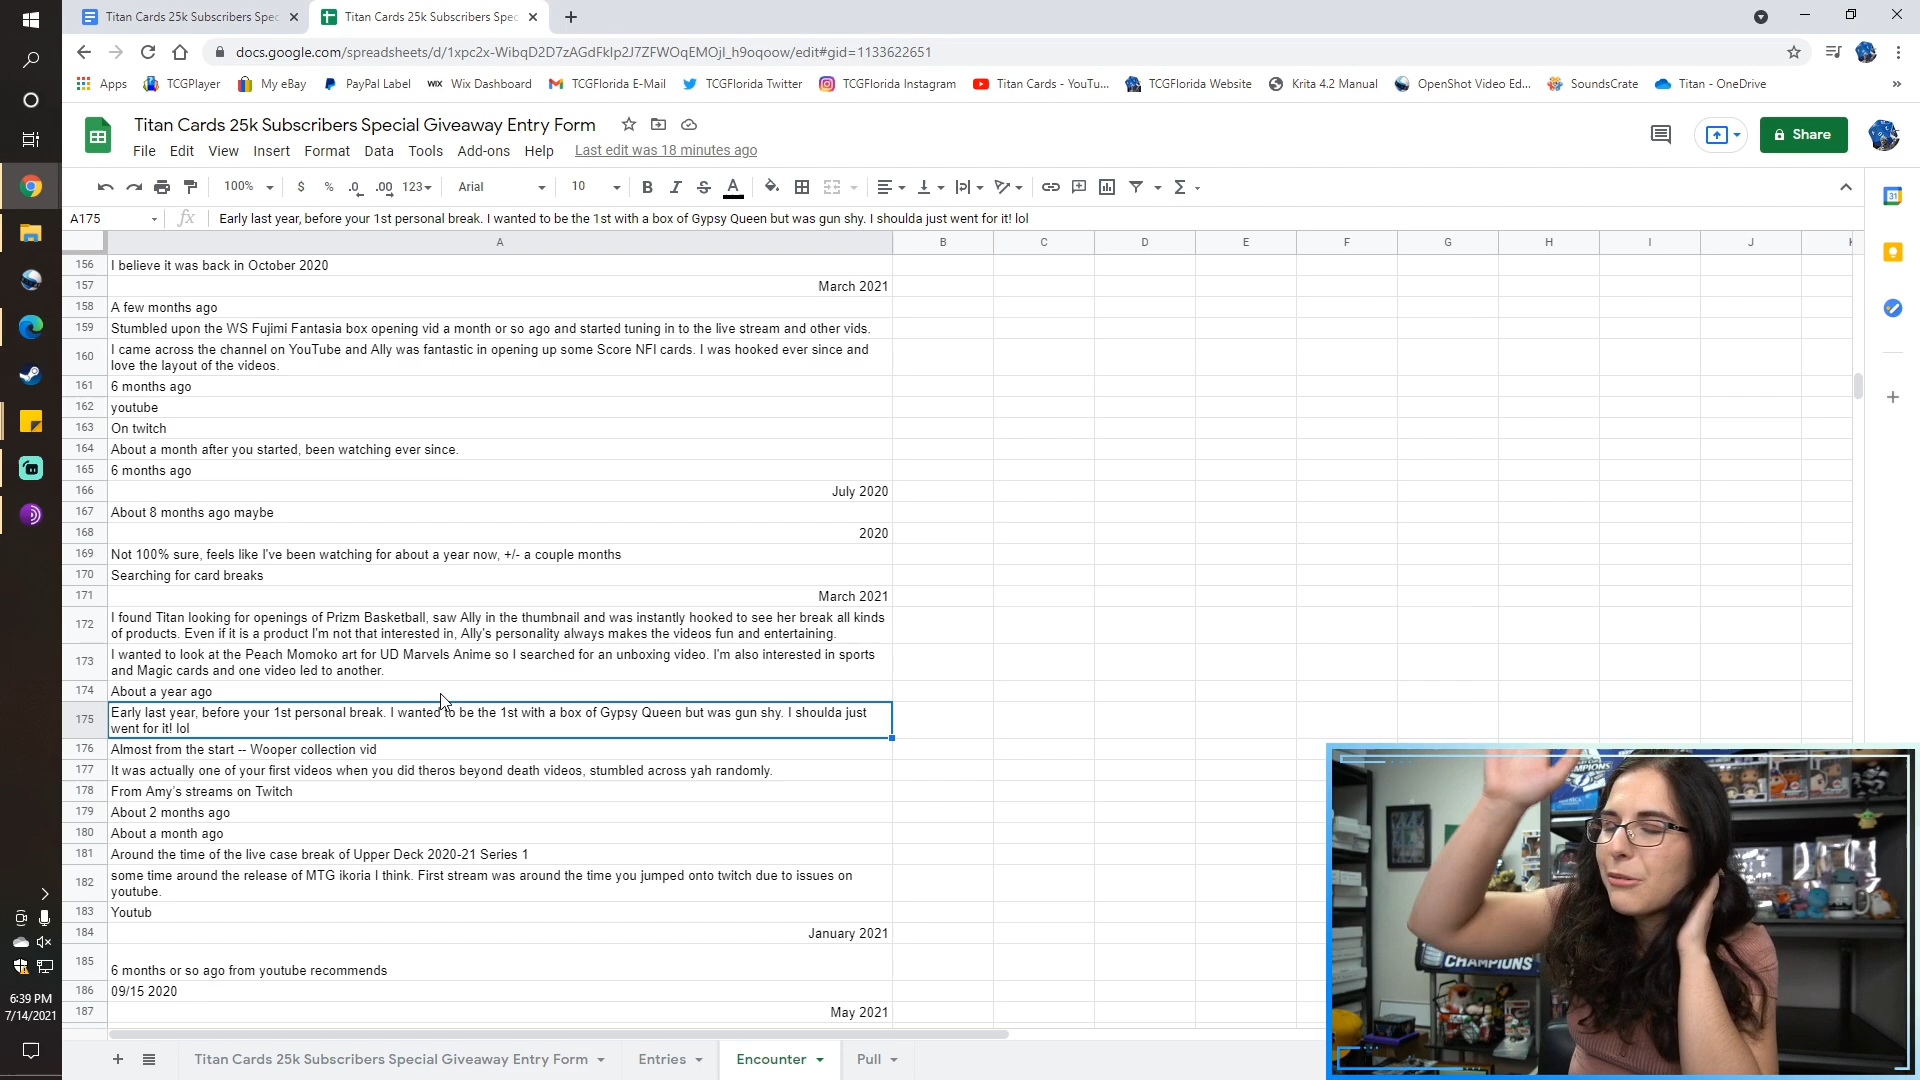 Titan Cards 25k Subscribers Spec
Titan Cards 25k Subscribers Spec
docs.google.com/spreadsheets/d/1xpc2x-WibqD2D7zAGdFkIp2J7ZFWOqEMOjI_h9oqoow/edit#gid=1133622651
Apps TCGPlayer My eBay PayPal Label WIX Wix Dashboard TCGFlorida E-Mail TCGFlorida Twitter TCGFlorida Instagram Titan Cards - YouTu... TCGFlorida Website Krita 4.2 Manual OpenShot Video Ed... SoundsCrate Titan - OneDrive »
Titan Cards 25k Subscribers Special Giveaway Entry Form
Share
File Edit View Insert Format Data Tools Add-ons Help Last edit was 18 minutes ago
100% $ % .0 .00 123 Arial 10 B I S A Σ
31
A175 fx Early last year, before your 1st personal break. I wanted to be the 1st with a box of Gypsy Queen but was gun shy. I shoulda just went for it! lol
A B C D E F G H I J
156 I believe it was back in October 2020
157 March 2021
158 A few months ago
159 Stumbled upon the WS Fujimi Fantasia box opening vid a month or so ago and started tuning in to the live stream and other vids.
160 I came across the channel on YouTube and Ally was fantastic in opening up some Score NFl cards. I was hooked ever since and
love the layout of the videos.
161 6 months ago
162 youtube
163 On twitch
164 About a month after you started, been watching ever since.
165 6 months ago
166 July 2020
167 About 8 months ago maybe
168 2020
169 Not 100% sure, feels like I've been watching for about a year now, +/- a couple months
170 Searching for card breaks
171 March 2021
172 I found Titan looking for openings of Prizm Basketball, saw Ally in the thumbnail and was instantly hooked to see her break all kinds
of products. Even if it is a product I'm not that interested in, Ally's personality always makes the videos fun and entertaining.
173 I wanted to look at the Peach Momoko art for UD Marvels Anime so I searched for an unboxing video. I'm also interested in sports
and Magic cards and one video led to another.
174 About a year ago
175 Early last year, before your 1st personal break. I wanted to be the 1st with a box of Gypsy Queen but was gun shy. I shoulda just
went for it! lol
176 Almost from the start -- Wooper collection vid
177 It was actually one of your first videos when you did theros beyond death videos, stumbled across yah randomly.
178 From Amy's streams on Twitch
179 About 2 months ago
180 About a month ago
181 Around the time of the live case break of Upper Deck 2020-21 Series 1
182 some time around the release of MTG ikoria I think. First stream was around the time you jumped onto twitch due to issues on
youtube.
183 Youtub
184 January 2021
185 6 months or so ago from youtube recommends
186 09/15 2020
187 May 2021
CHAMPIONS
6:39 PM
7/14/2021
Titan Cards 25k Subscribers Special Giveaway Entry Form Entries Encounter Pull